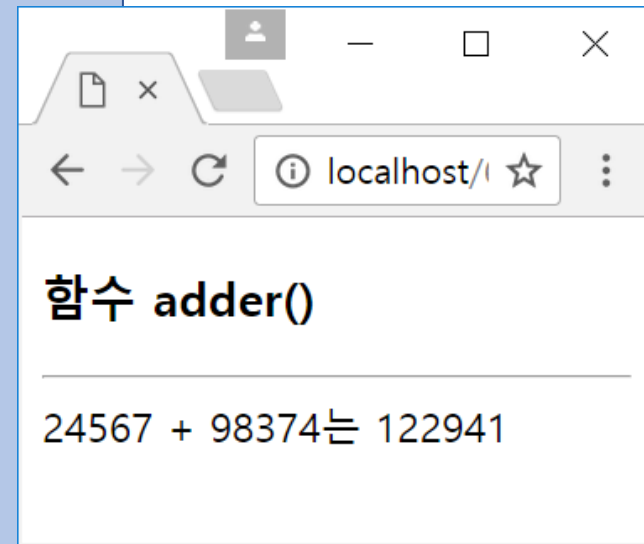 localhost/
함수 adder()
24567 + 98374는 122941